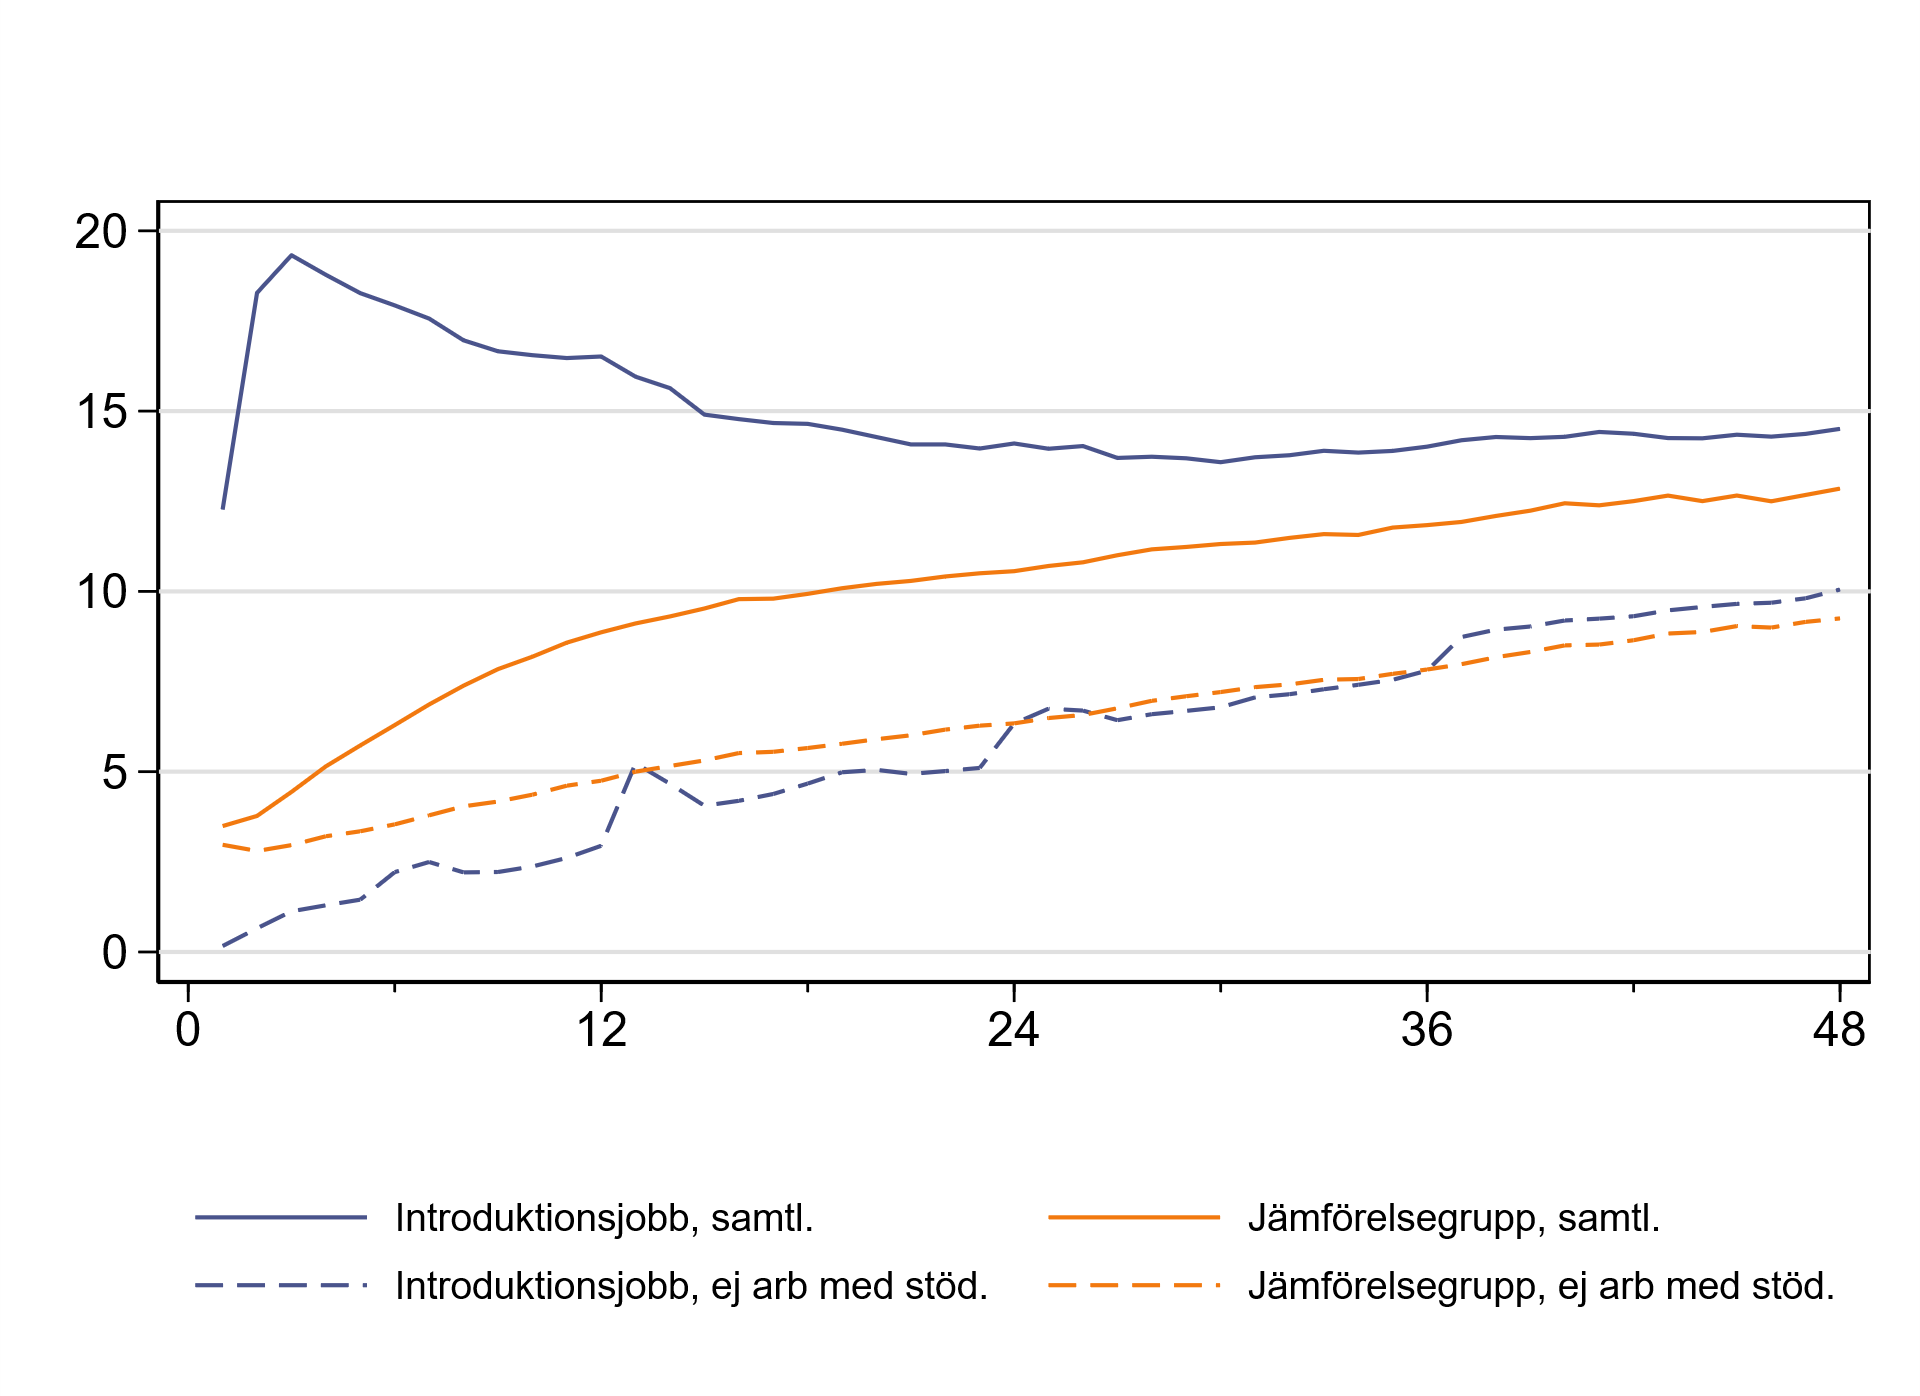 20
15
10
5
0
0 12 24 36 48
Introduktionsjobb, samtl. Jämförelsegrupp, samtl.
Introduktionsjobb, ej arb med stöd. Jämförelsegrupp, ej arb med stöd.